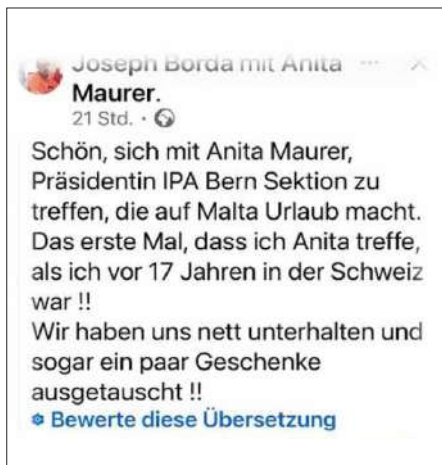 Joseph Borda mit Anita ...
Maurer.
21 Std. ·
Schön, sich mit Anita Maurer,
Präsidentin IPA Bern Sektion zu
treffen, die auf Malta Urlaub macht.
Das erste Mal, dass ich Anita treffe,
als ich vor 17 Jahren in der Schweiz
war !!
Wir haben uns nett unterhalten und
sogar ein paar Geschenke
ausgetauscht !!
Bewerte diese Übersetzung